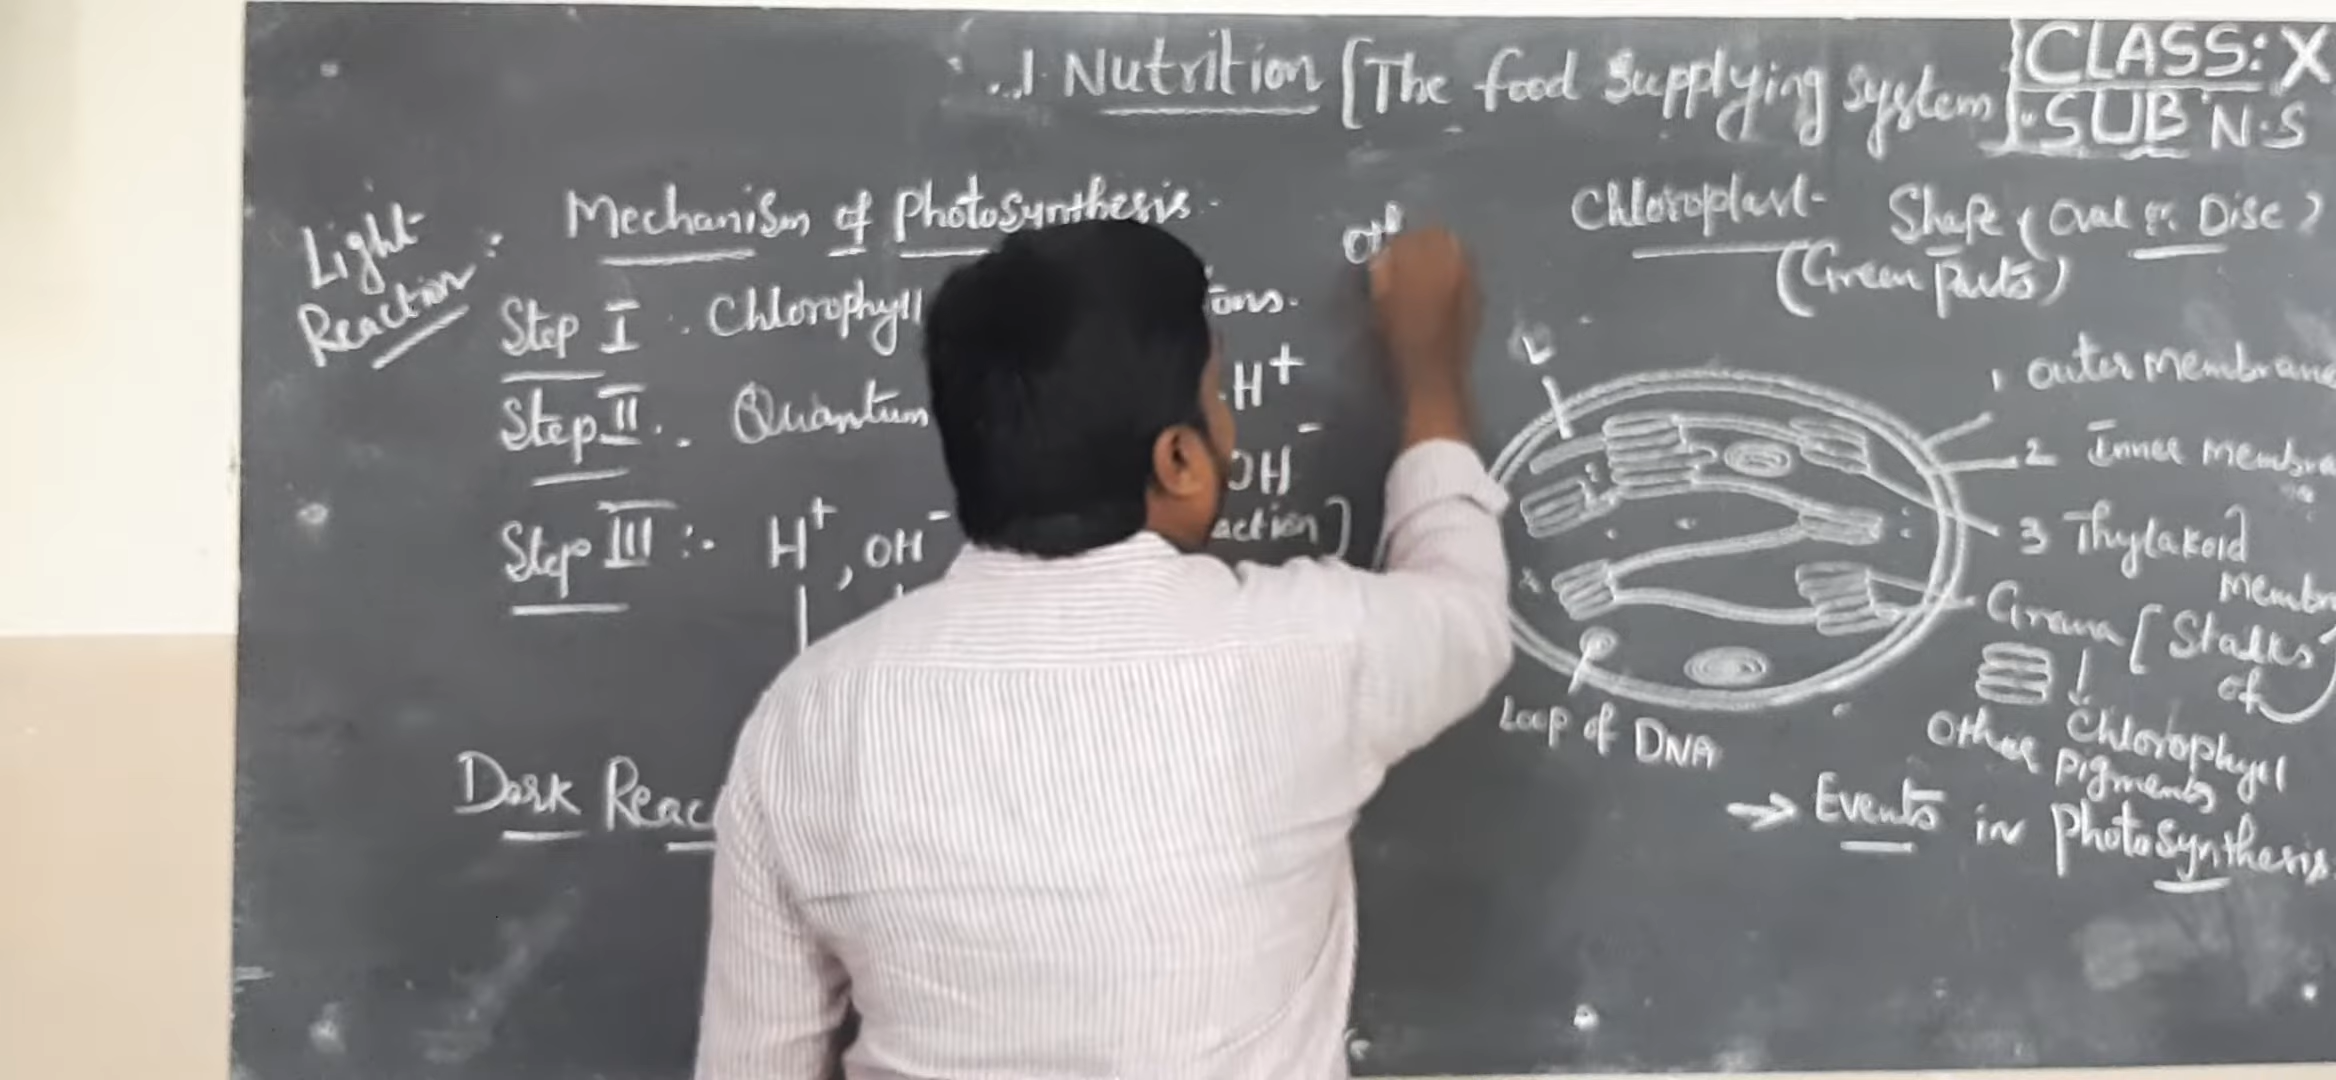 1. Nutrition [The food Supplying system]
CLASS: X
SUB N.S
Light
Reaction :
Mechanism of Photosynthesis.
Step I : Chlorophyll
Step II :. Quantum
H+
OH-
Step III :- H+, OH-
action)
Dark Reac
Chloroplast- Shape (Oval or Disc)
(Green Parts)
1 outer membrane
2 Inner membra
3 Thylakoid
membr
Grana [Stalks
of
Chlorophyll
Other pigments
Loop of DNA
→ Events in Photosynthesis.